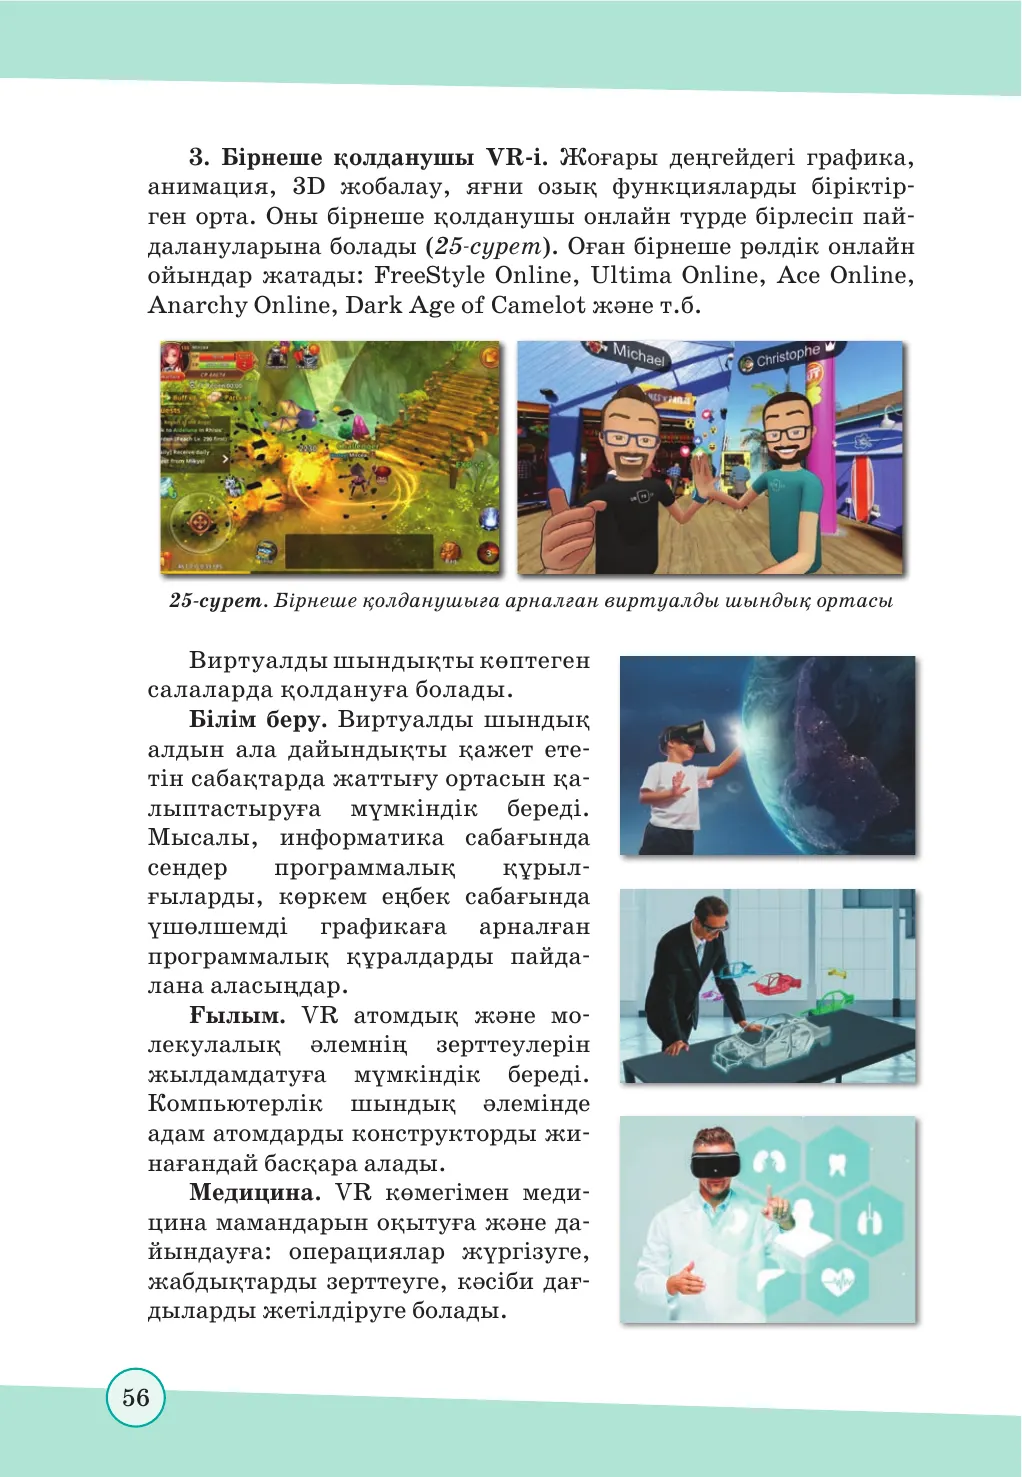 3. Бірнеше қолданушы VR-і. Жоғары деңгейдегі графика,
анимация, 3D жобалау, яғни озық функцияларды біріктір-
ген орта. Оны бірнеше қолданушы онлайн түрде бірлесіп пай-
далануларына болады (25-сурет). Оған бірнеше рөлдік онлайн
ойындар жатады: FreeStyle Online, Ultima Online, Ace Online,
Anarchy Online, Dark Age of Camelot және т.б.
Michael
Christophe
25-сурет. Бірнеше қолданушыға арналған виртуалды шындық ортасы
Виртуалды шындықты көптеген
салаларда қолдануға болады.
Білім беру. Виртуалды шындық
алдын ала дайындықты қажет ете-
тін сабақтарда жаттығу ортасын қа-
лыптастыруға мүмкіндік береді.
Мысалы, информатика сабағында
сендер программалық құрыл-
ғыларды, көркем еңбек сабағында
үшөлшемді графикаға арналған
программалық құралдарды пайда-
лана аласыңдар.
Ғылым. VR атомдық және мо-
лекулалық әлемнің зерттеулерін
жылдамдатуға мүмкіндік береді.
Компьютерлік шындық әлемінде
адам атомдарды конструкторды жи-
нағандай басқара алады.
Медицина. VR көмегімен меди-
цина мамандарын оқытуға және да-
йындауға: операциялар жүргізуге,
жабдықтарды зерттеуге, кәсіби дағ-
дыларды жетілдіруге болады.
56